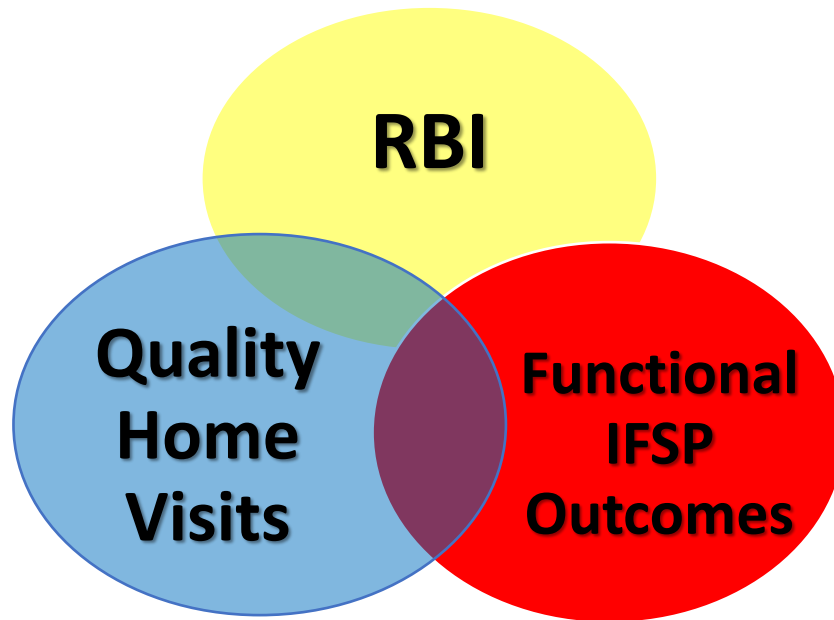 RBI
Quality
Home
Visits
Functional
IFSP
Outcomes